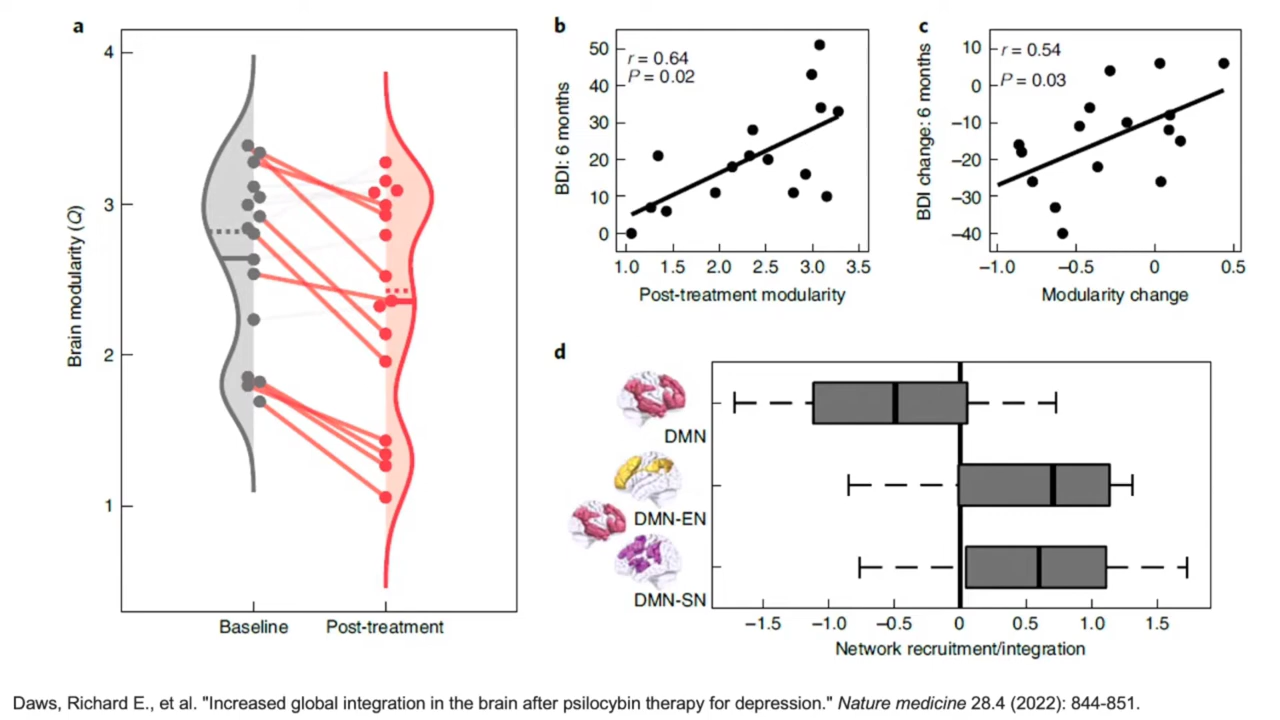 a
Brain modularity (Q)
4
3
2
1
Baseline
Post-treatment
b
BDI: 6 months
50
40
30
20
10
0
r = 0.64
P = 0.02
1.0 1.5 2.0 2.5 3.0 3.5
Post-treatment modularity
c
BDI change: 6 months
10
0
−10
−20
−30
−40
r = 0.54
P = 0.03
−1.0 −0.5 0 0.5
Modularity change
d
DMN
DMN-EN
DMN-SN
−1.5 −1.0 −0.5 0 0.5 1.0 1.5
Network recruitment/integration
Daws, Richard E., et al. "Increased global integration in the brain after psilocybin therapy for depression." Nature medicine 28.4 (2022): 844-851.